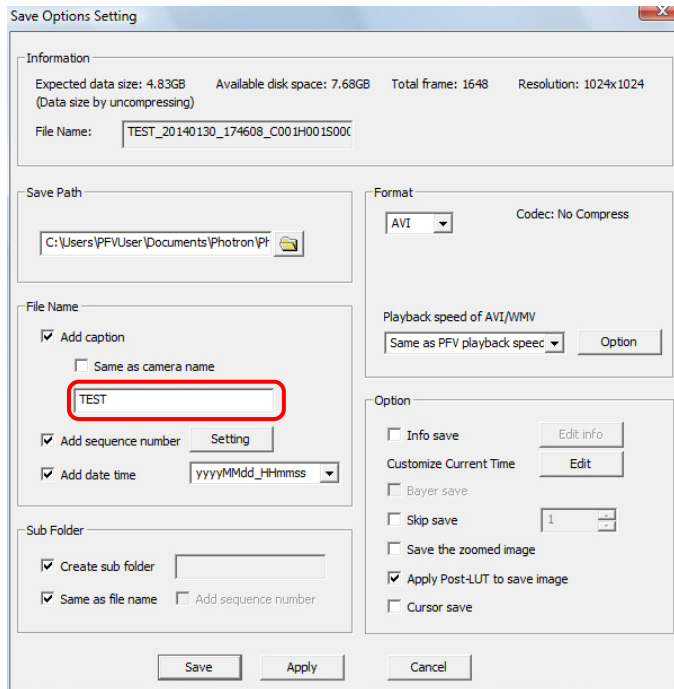 Save Options Setting
Information
Expected data size: 4.83GB Available disk space: 7.68GB Total frame: 1648 Resolution: 1024x1024
(Data size by uncompressing)
File Name: TEST_20140130_174608_C001H001S000
Save Path
C:\Users\PFVUser\Documents\Photron\Ph
Format
AVI Codec: No Compress
Playback speed of AVI/WMV
Same as PFV playback speed Option
File Name
Add caption
Same as camera name
TEST
Add sequence number Setting
Add date time yyyyMMdd_HHmmss
Option
Info save Edit info
Customize Current Time Edit
Bayer save
Skip save 1
Save the zoomed image
Apply Post-LUT to save image
Cursor save
Sub Folder
Create sub folder
Same as file name Add sequence number
Save Apply Cancel